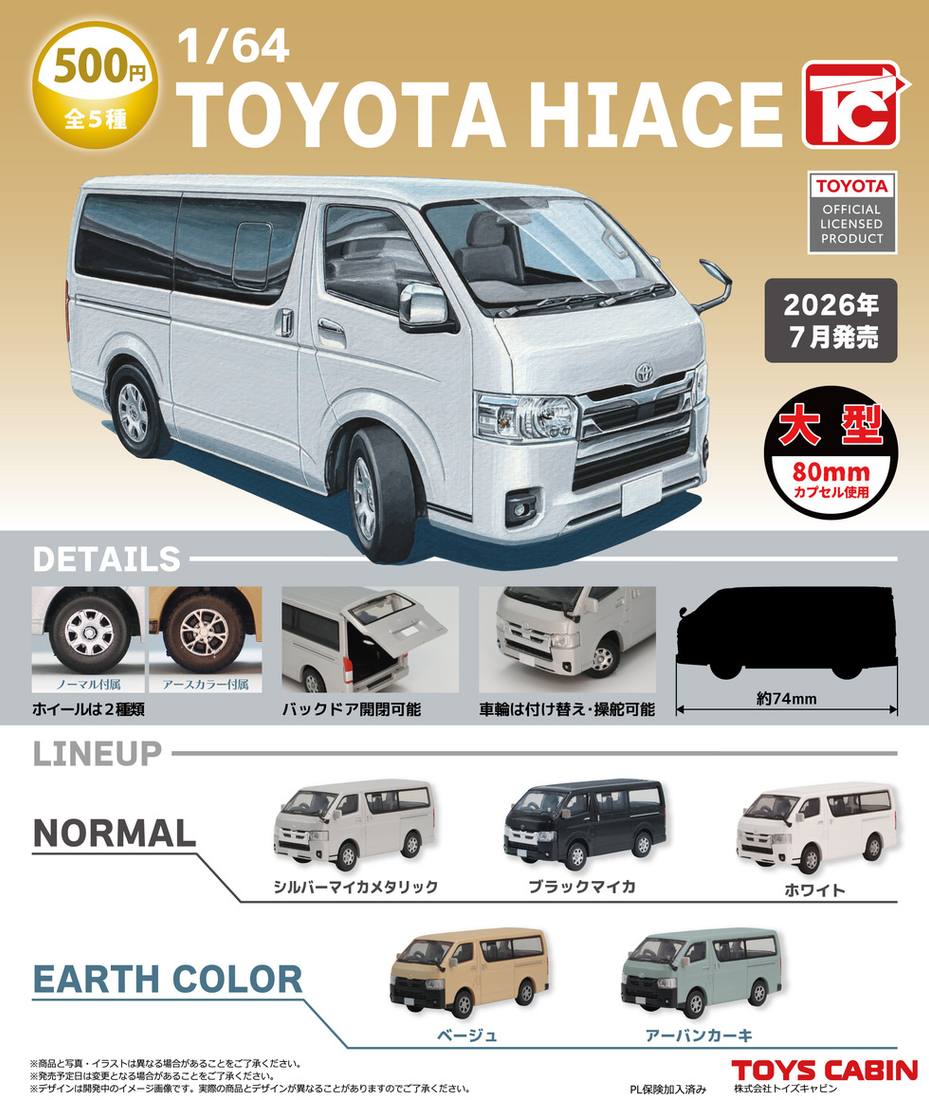 500円
全5種
1/64
TOYOTA HIACE
TC
TOYOTA
OFFICIAL
LICENSED
PRODUCT
2026年
7月発売
大型
80mm
カプセル使用
DETAILS
ノーマル付属
アースカラー付属
約74mm
ホイールは2種類
バックドア開閉可能
車輪は付け替え・操舵可能
LINEUP
NORMAL
シルバーマイカメタリック
ブラックマイカ
ホワイト
EARTH COLOR
ベージュ
アーバンカーキ
※商品と写真・イラストは異なる場合があることをご了承ください。
※発売予定日は変更となる場合があることをご了承ください。
※デザインは開発中のイメージ画像です。実際の商品とデザインが異なることがありますのでご了承ください。
PL保険加入済み
TOYS CABIN
株式会社トイズキャビン